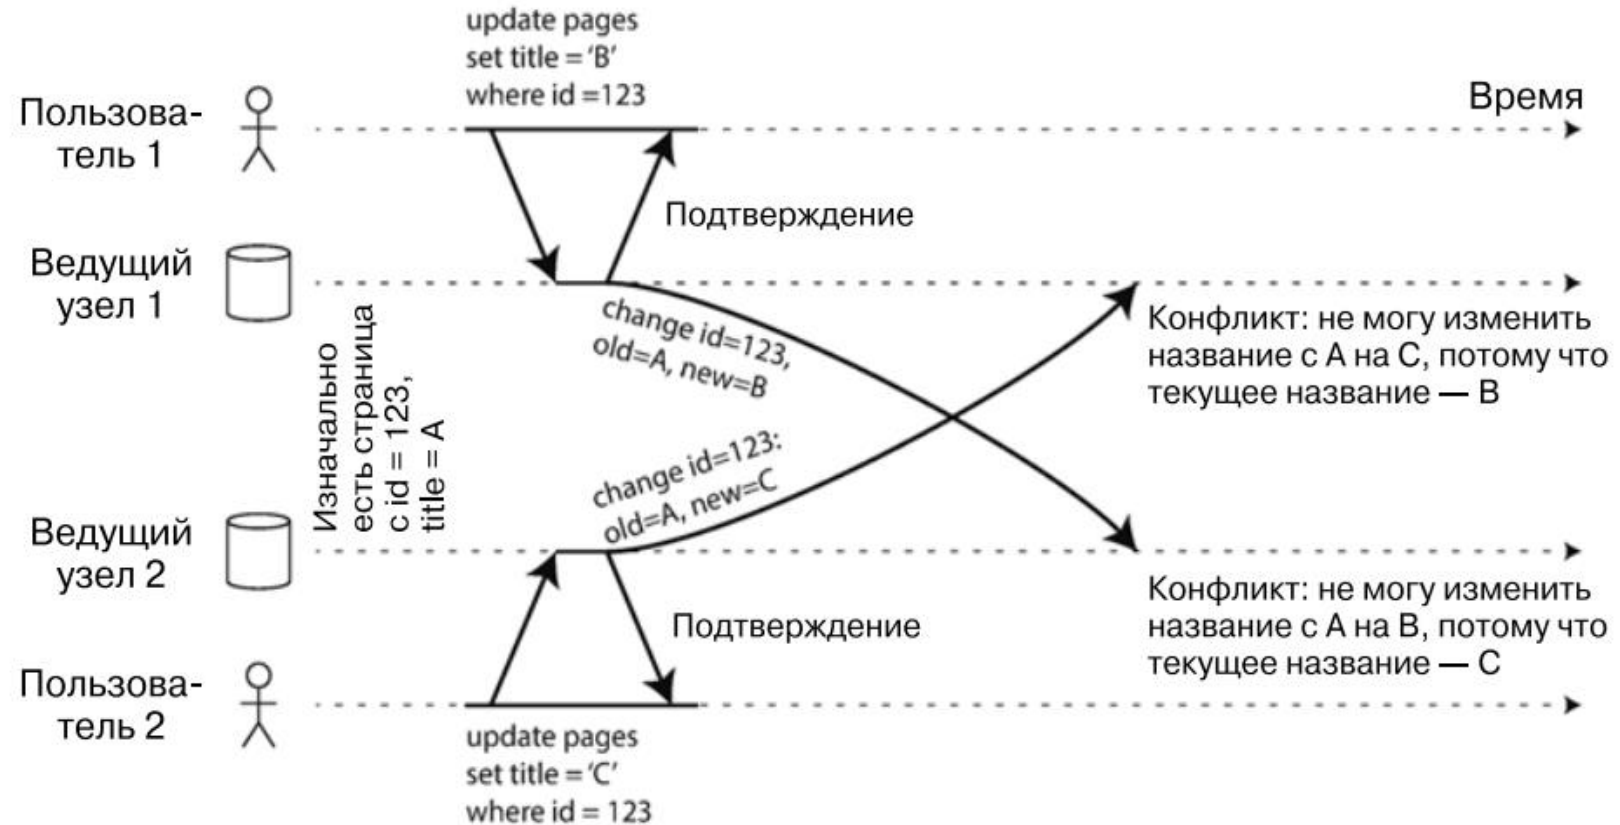 update pages
set title = ‘B’
where id =123
Время
Пользова-
тель 1
Подтверждение
Ведущий
узел 1
change id=123,
old=A, new=B
Конфликт: не могу изменить
название с A на C, потому что
текущее название — B
Изначально
есть страница
с id = 123,
title = A
change id=123:
old=A, new=C
Ведущий
узел 2
Конфликт: не могу изменить
название с A на B, потому что
текущее название — C
Подтверждение
Пользова-
тель 2
update pages
set title = ‘C’
where id = 123